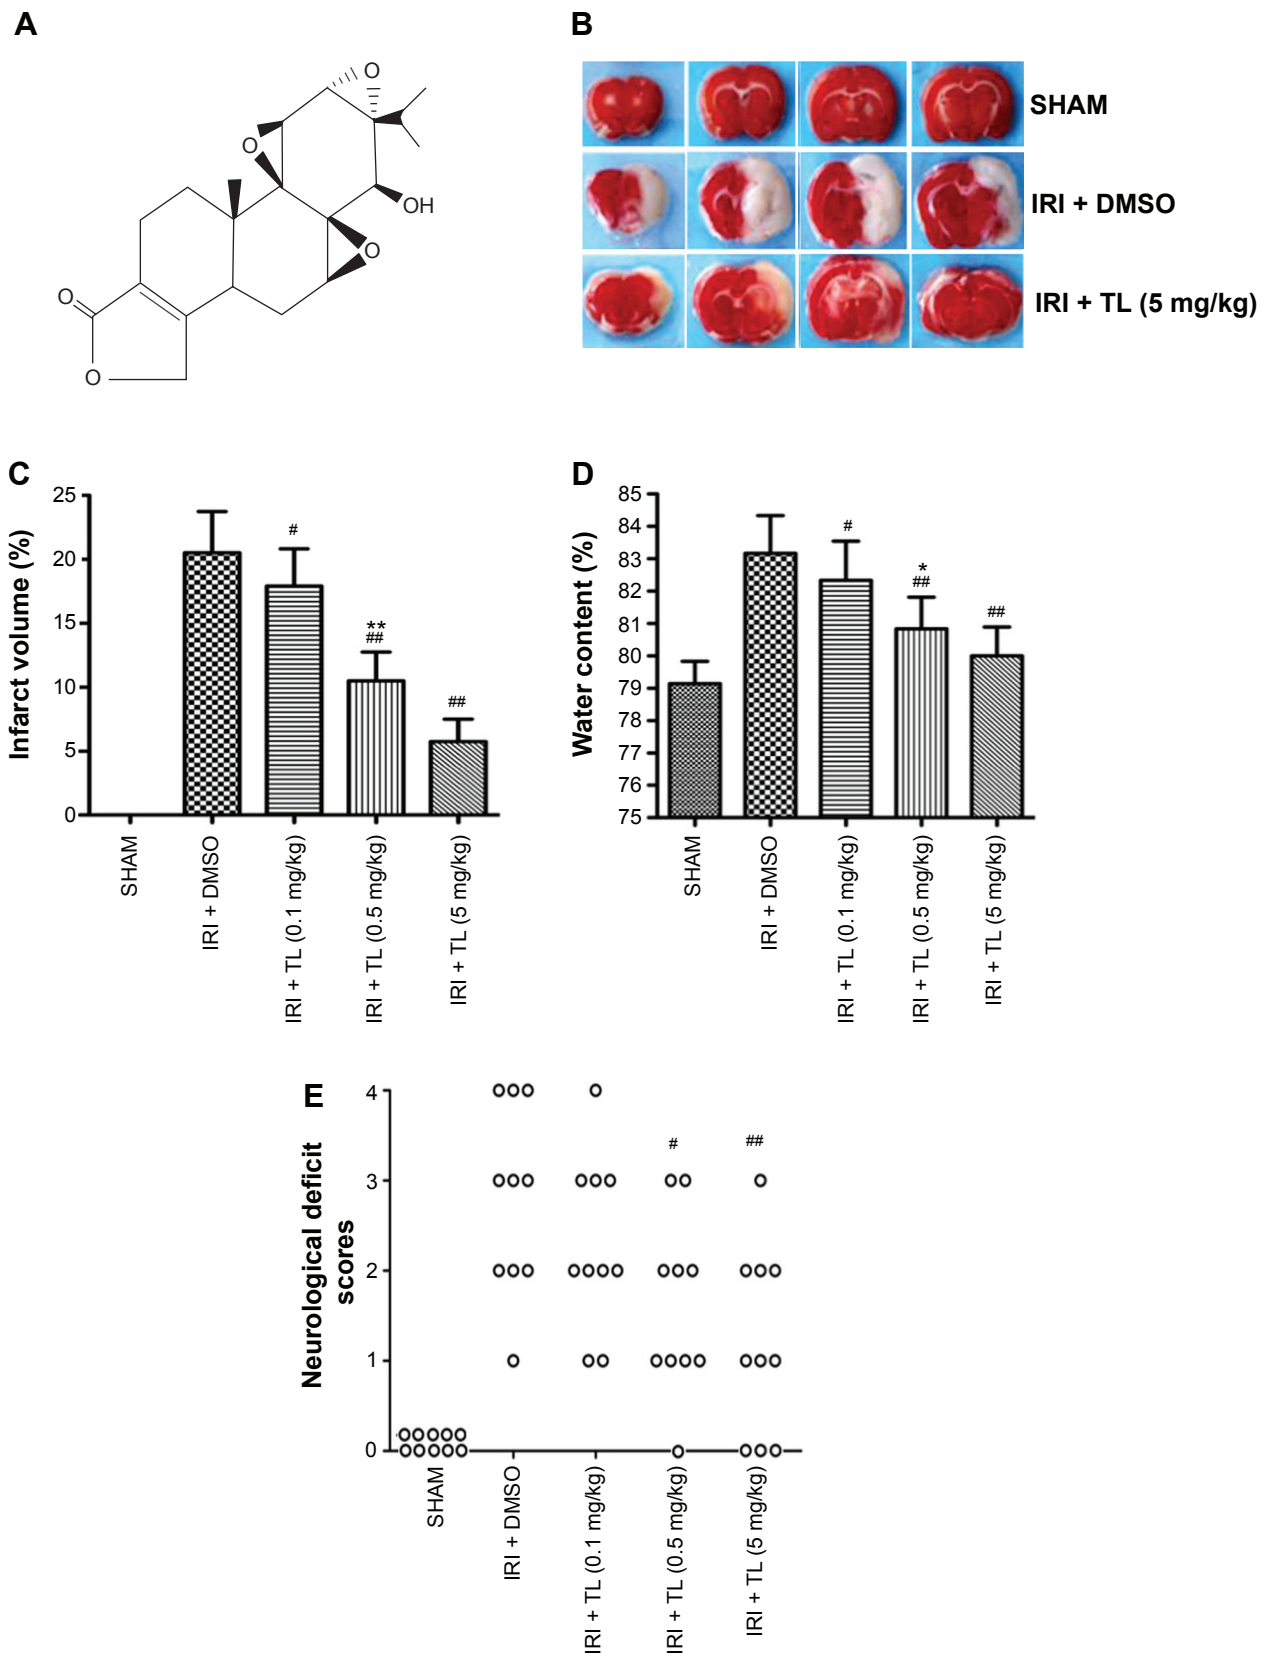 A
O
O
OH
O
O
O
B
SHAM
IRI + DMSO
IRI + TL (5 mg/kg)
C
Infarct volume (%)
25
20
15
10
5
0
#
**
##
##
SHAM
IRI + DMSO
IRI + TL (0.1 mg/kg)
IRI + TL (0.5 mg/kg)
IRI + TL (5 mg/kg)
D
Water content (%)
85
84
83
82
81
80
79
78
77
76
75
#
*
##
##
SHAM
IRI + DMSO
IRI + TL (0.1 mg/kg)
IRI + TL (0.5 mg/kg)
IRI + TL (5 mg/kg)
E
Neurological deficit
scores
4
3
2
1
0
#
##
SHAM
IRI + DMSO
IRI + TL (0.1 mg/kg)
IRI + TL (0.5 mg/kg)
IRI + TL (5 mg/kg)